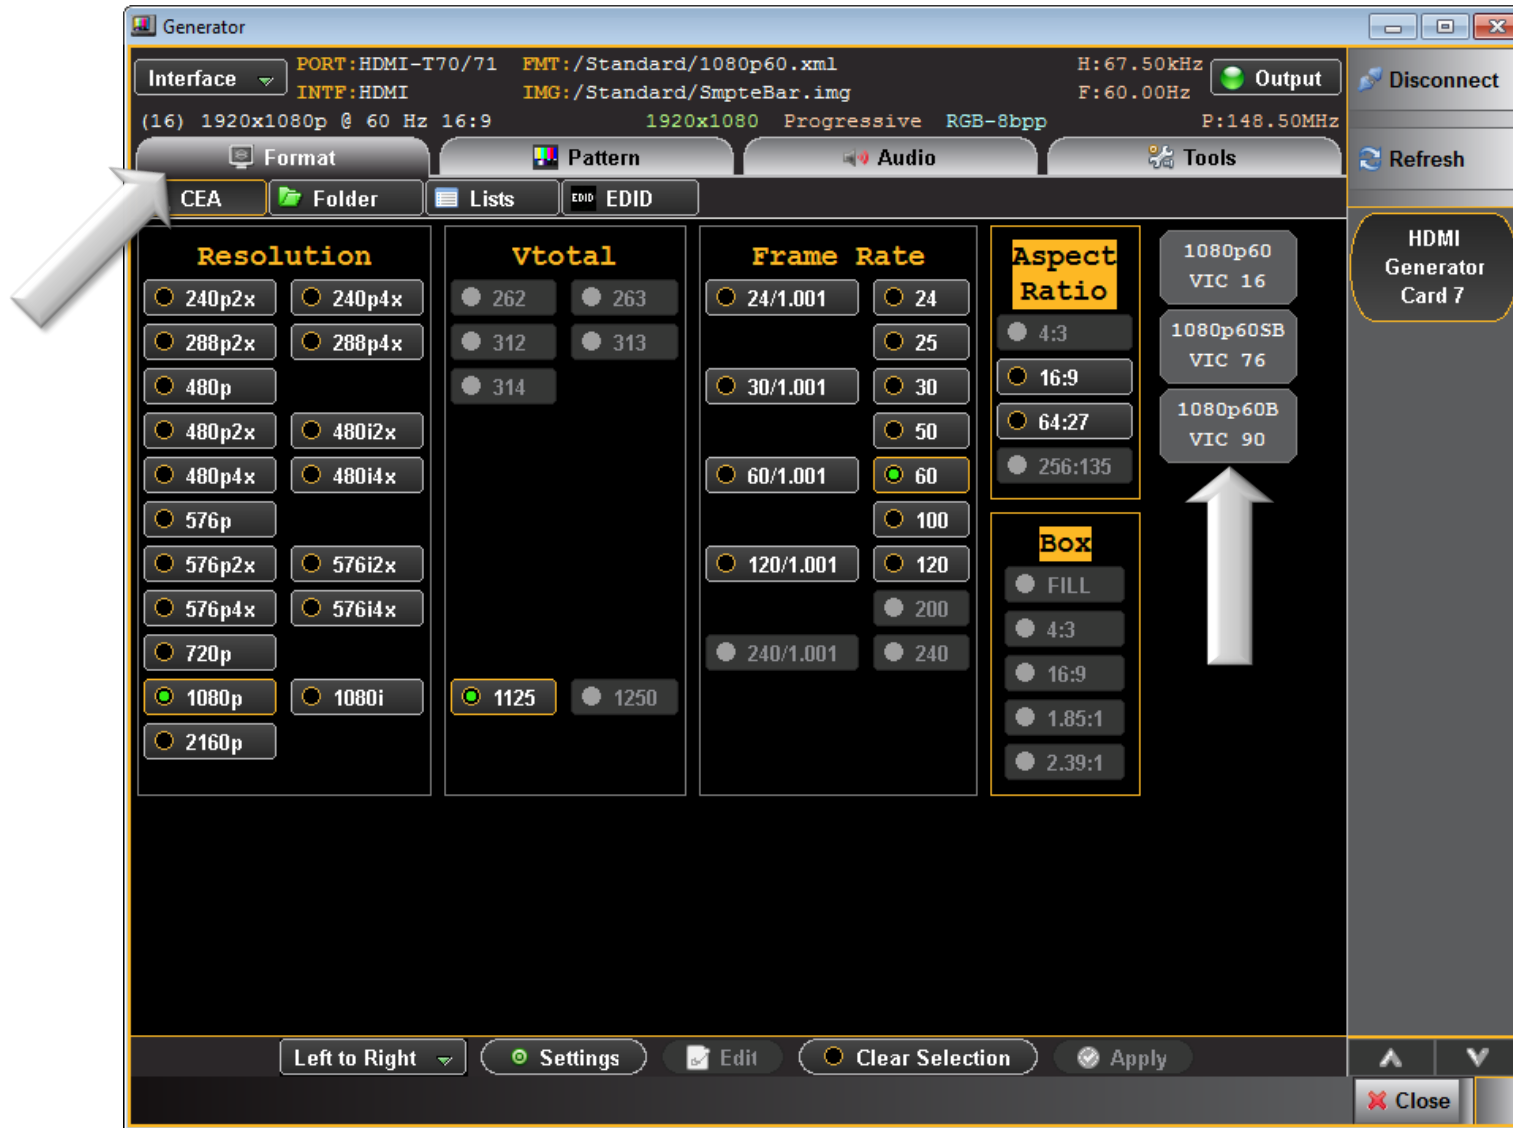 Generator
Interface
PORT:HDMI-T70/71 FMT:/Standard/1080p60.xml H:67.50kHz
INTF:HDMI IMG:/Standard/SmpteBar.img F:60.00Hz
Output
Disconnect
(16) 1920x1080p @ 60 Hz 16:9 1920x1080 Progressive RGB-8bpp P:148.50MHz
Format Pattern Audio Tools
Refresh
CEA Folder Lists EDID EDID
HDMI
Generator
Card 7
Resolution
240p2x 240p4x
288p2x 288p4x
480p
480p2x 480i2x
480p4x 480i4x
576p
576p2x 576i2x
576p4x 576i4x
720p
1080p 1080i
2160p
Vtotal
262 263
312 313
314
1125 1250
Frame Rate
24/1.001 24
25
30/1.001 30
50
60/1.001 60
100
120/1.001 120
200
240/1.001 240
Aspect
Ratio
4:3
16:9
64:27
256:135
Box
FILL
4:3
16:9
1.85:1
2.39:1
1080p60
VIC 16
1080p60SB
VIC 76
1080p60B
VIC 90
Left to Right Settings Edit Clear Selection Apply
Close